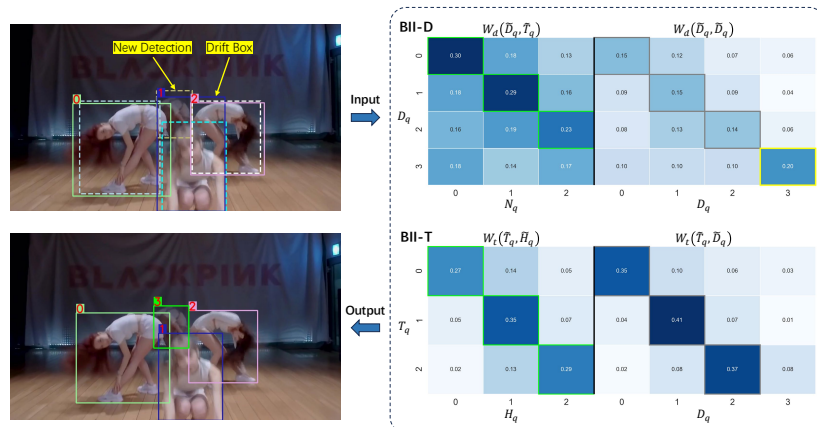 New Detection Drift Box
BLACKPINK
0 1 2
Input
BII-D
W_d(D̃_q, T̃_q) W_d(D̃_q, D̃_q)
0 0.30 0.18 0.13 0.15 0.12 0.07 0.06
1 0.18 0.29 0.16 0.09 0.15 0.09 0.04
D_q
2 0.16 0.19 0.23 0.08 0.13 0.14 0.06
3 0.18 0.14 0.17 0.10 0.10 0.10 0.20
0 1 2 0 1 2 3
N_q D_q
BLACKPINK
0 3 1 2
Output
BII-T
W_t(T̃_q, H̃_q) W_t(T̃_q, D̃_q)
0 0.27 0.14 0.05 0.35 0.10 0.06 0.03
1 0.05 0.35 0.07 0.04 0.41 0.07 0.01
T_q
2 0.02 0.13 0.29 0.02 0.08 0.37 0.08
0 1 2 0 1 2 3
H_q D_q